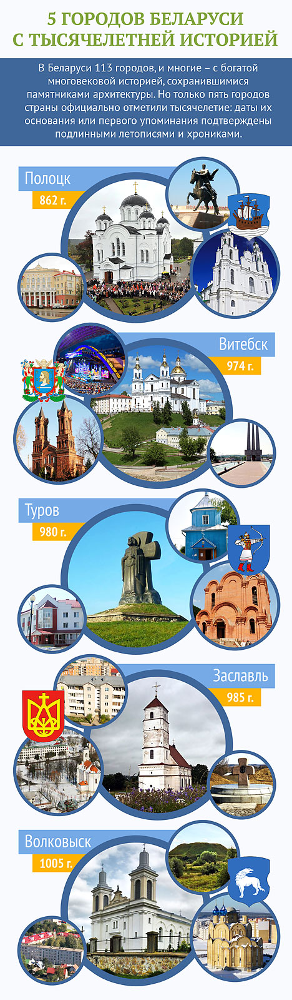 5 ГОРОДОВ БЕЛАРУСИ
С ТЫСЯЧЕЛЕТНЕЙ ИСТОРИЕЙ
В Беларуси 113 городов, и многие – с богатой
многовековой историей, сохранившимися
памятниками архитектуры. Но только пять городов
страны официально отметили тысячелетие: даты их
основания или первого упоминания подтверждены
подлинными летописями и хрониками.
Полоцк
862 г.
Витебск
974 г.
Туров
980 г.
Заславль
985 г.
Волковыск
1005 г.